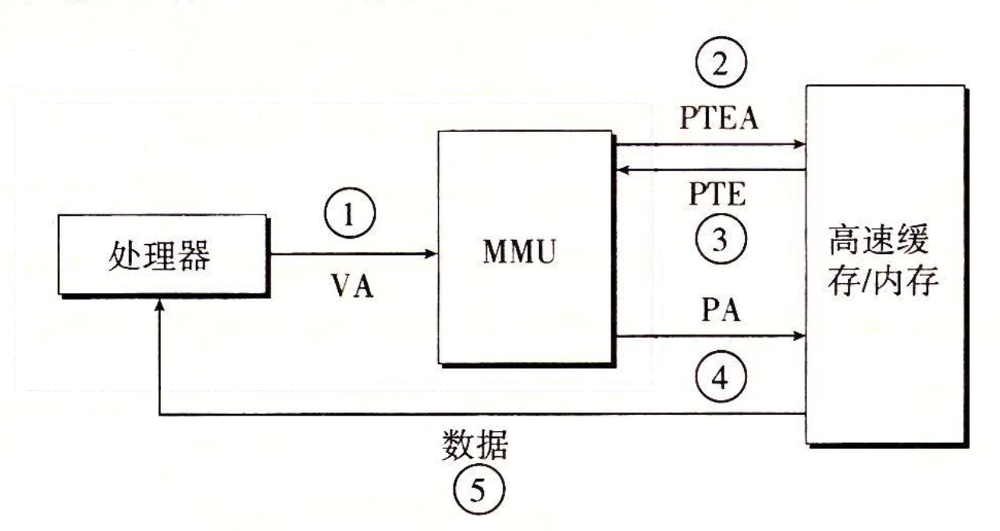 ②
PTEA
PTE
③
①
处理器
VA
MMU
高速缓
存/内存
PA
④
数据
⑤